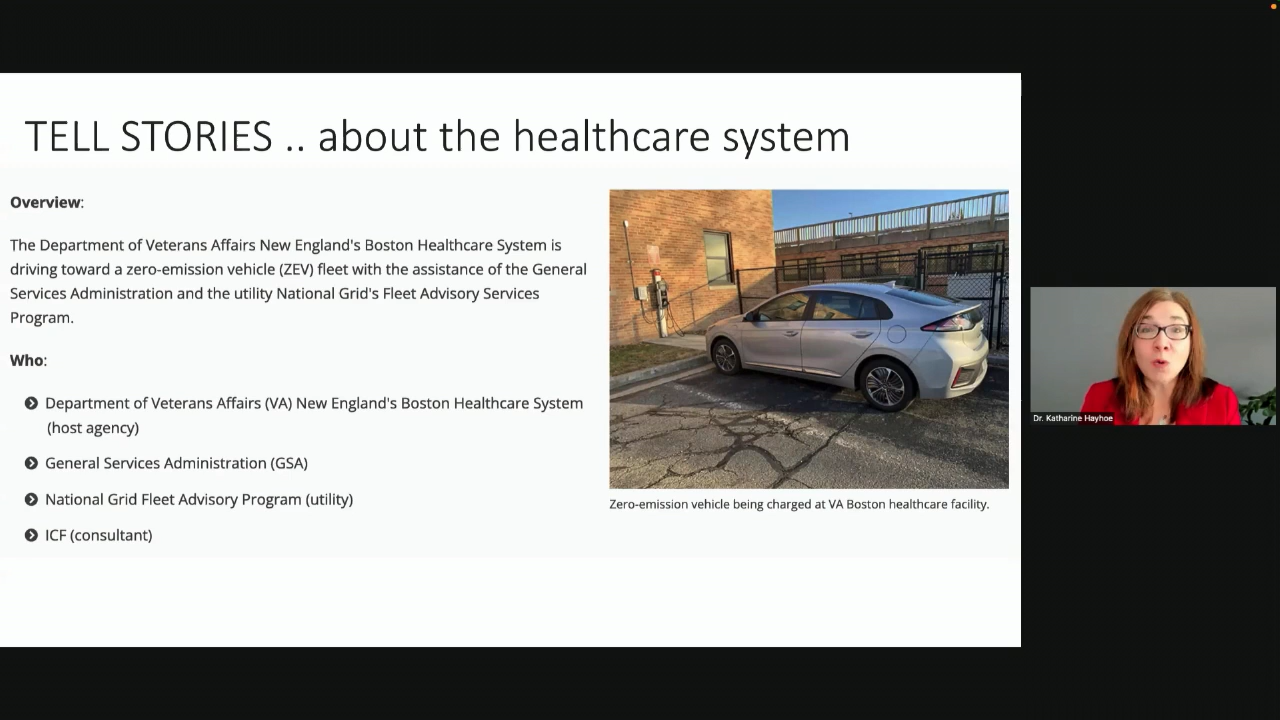 TELL STORIES .. about the healthcare system
Overview:
The Department of Veterans Affairs New England's Boston Healthcare System is
driving toward a zero-emission vehicle (ZEV) fleet with the assistance of the General
Services Administration and the utility National Grid's Fleet Advisory Services
Program.
Who:
Department of Veterans Affairs (VA) New England's Boston Healthcare System
(host agency)
General Services Administration (GSA)
National Grid Fleet Advisory Program (utility)
ICF (consultant)
Zero-emission vehicle being charged at VA Boston healthcare facility.
Dr. Katharine Hayhoe